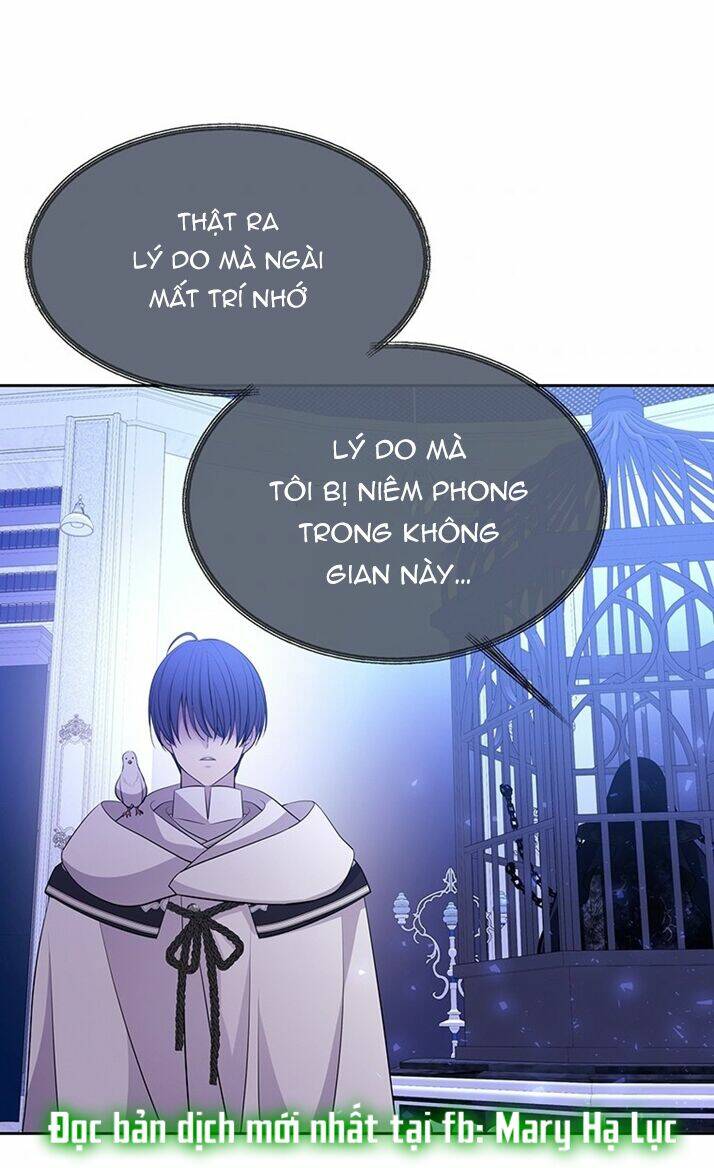 THẬT RA
LÝ DO MÀ NGÀI
MẤT TRÍ NHỚ
LÝ DO MÀ
TÔI BỊ NIÊM PHONG
TRONG KHÔNG
GIAN NÀY...
Đọc bản dịch mới nhất tại fb: Mary Hạ Lục